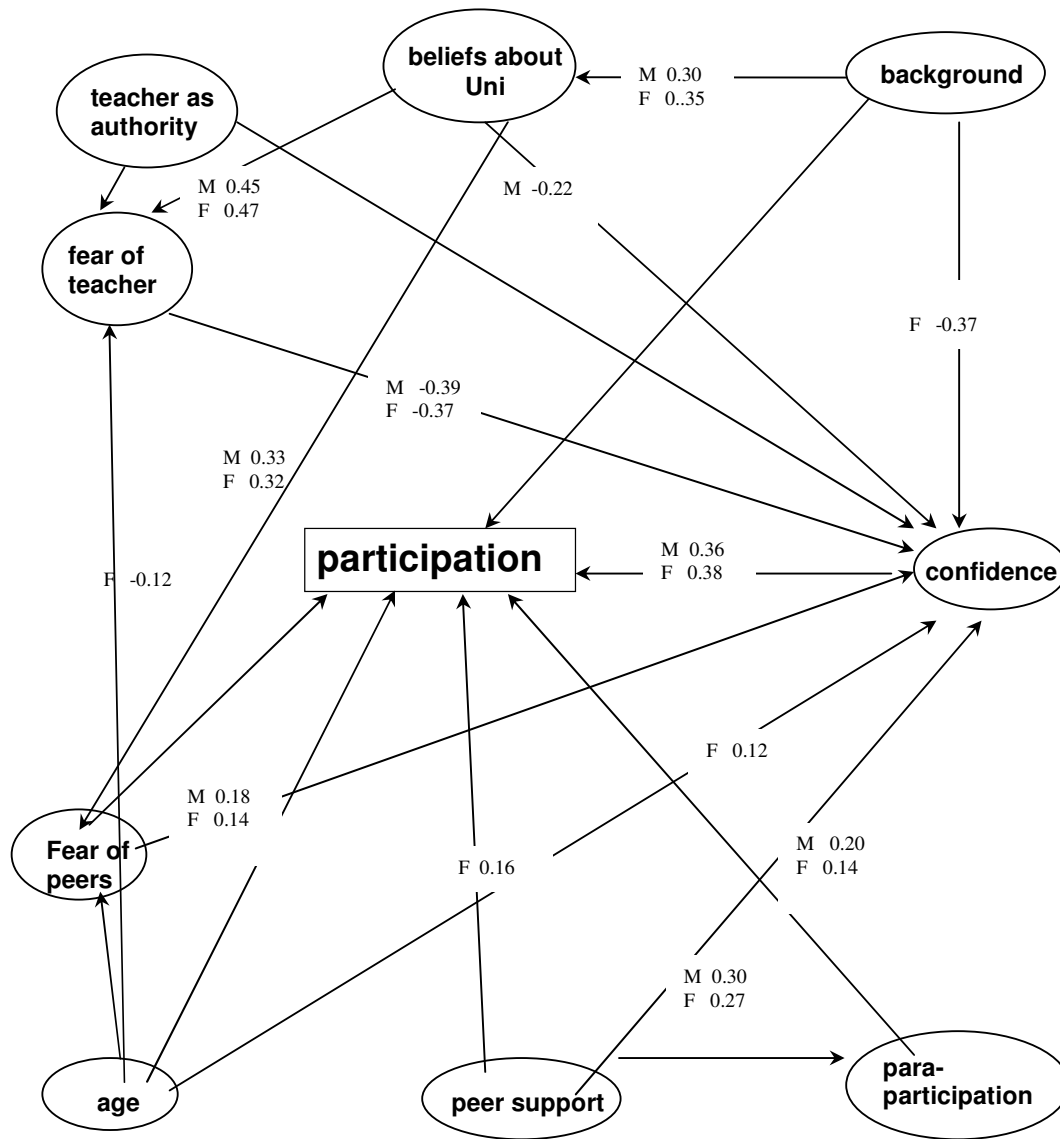 beliefs about
Uni
background
teacher as
authority
M 0.30
F 0..35
M 0.45
F 0.47
M -0.22
fear of
teacher
F -0.37
M -0.39
F -0.37
M 0.33
F 0.32
participation
M 0.36
F 0.38
confidence
F -0.12
F 0.12
M 0.18
F 0.14
Fear of
peers
F 0.16
M 0.20
F 0.14
M 0.30
F 0.27
age
peer support
para-
participation